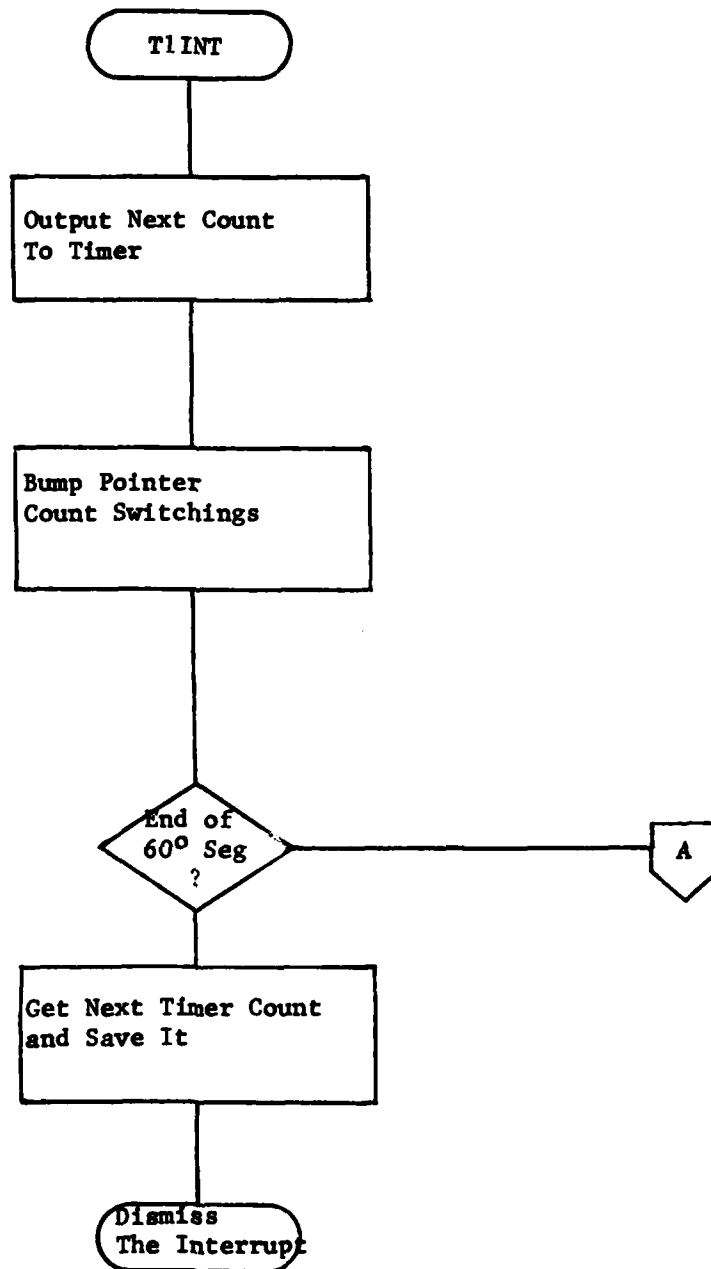 T1INT
Output Next Count
To Timer
Bump Pointer
Count Switchings
End of
60° Seg
?
A
Get Next Timer Count
and Save It
Dismiss
The Interrupt